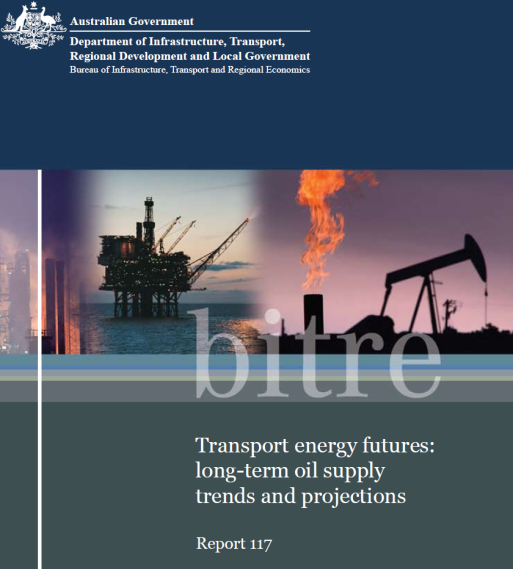 Australian Government
Department of Infrastructure, Transport,
Regional Development and Local Government
Bureau of Infrastructure, Transport and Regional Economics
bitre
Transport energy futures:
long-term oil supply
trends and projections
Report 117